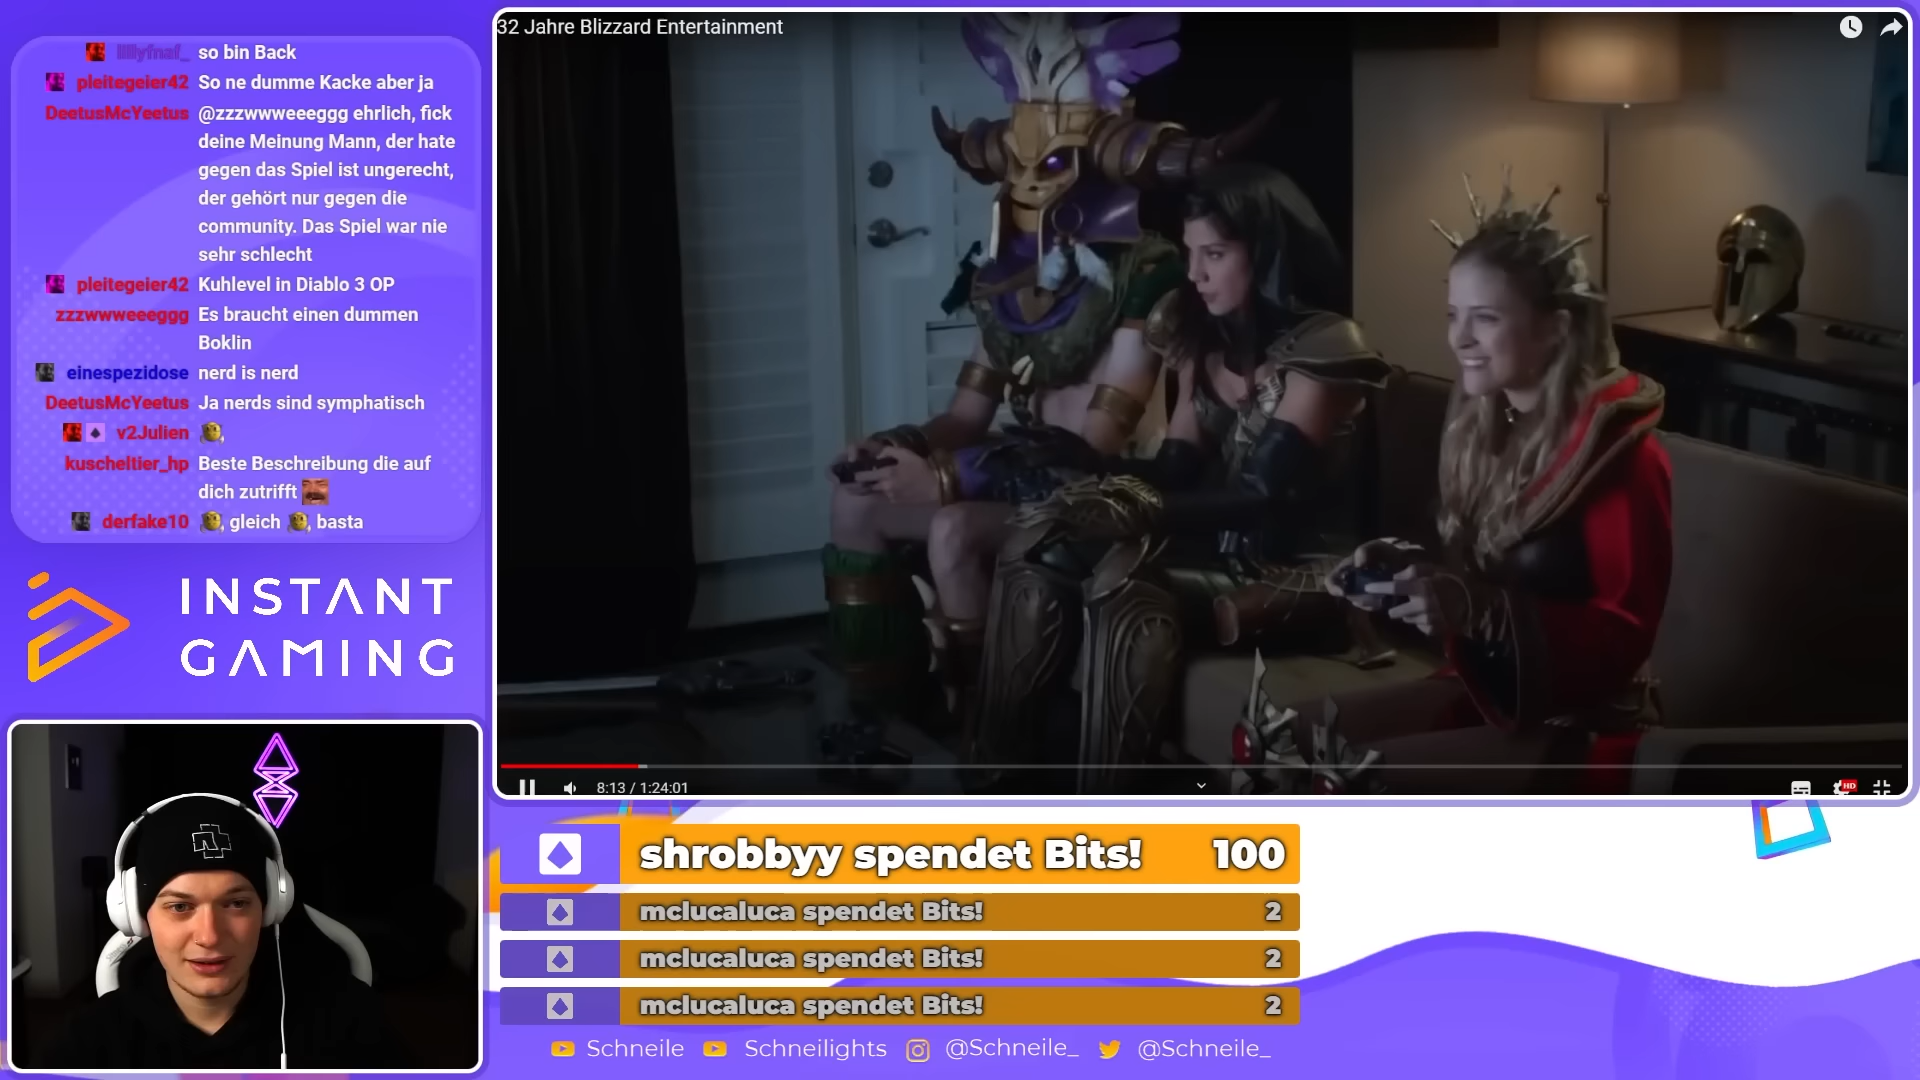 32 Jahre Blizzard Entertainment
so bin Back
pleitegeier42 So ne dumme Kacke aber ja
DeetusMcYeetus @zzzwwweeeggg ehrlich, fick
deine Meinung Mann, der hate
gegen das Spiel ist ungerecht,
der gehört nur gegen die
community. Das Spiel war nie
sehr schlecht
pleitegeier42 Kuhlevel in Diablo 3 OP
zzzwwweeeggg Es braucht einen dummen
Boklin
einespezidose nerd is nerd
DeetusMcYeetus Ja nerds sind symphatisch
v2Julien
kuscheltier_hp Beste Beschreibung die auf
dich zutrifft
derfake10 , gleich , basta
INSTANT
GAMING
8:13 / 1:24:01
HD
shrobbyy spendet Bits! 100
mclucaluca spendet Bits! 2
mclucaluca spendet Bits! 2
mclucaluca spendet Bits! 2
Schneile Schneilights @Schneile_ @Schneile_